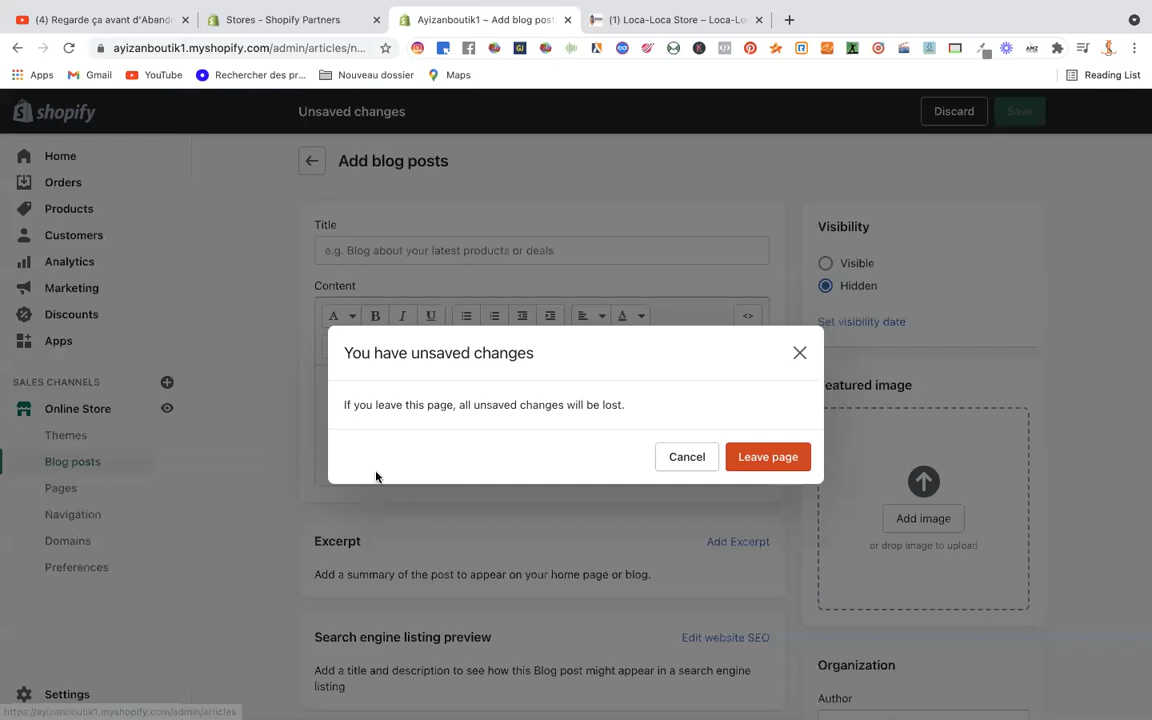 (4) Regarde ça avant d'Aband
Stores - Shopify Partners
Ayizanboutik1 ~ Add blog post
(1) Loca-Loca Store – Loca-Lo
ayizanboutik1.myshopify.com/admin/articles/n...
Apps
Gmail
YouTube
Rechercher des pr...
Nouveau dossier
Maps
Reading List
shopify
Unsaved changes
Discard
Save
Home
Orders
Products
Customers
Analytics
Marketing
Discounts
Apps
SALES CHANNELS
Online Store
Themes
Blog posts
Pages
Navigation
Domains
Preferences
Settings
https://ayizanboutik1.myshopify.com/admin/articles
Add blog posts
Title
e.g. Blog about your latest products or deals
Content
You have unsaved changes
If you leave this page, all unsaved changes will be lost.
Cancel
Leave page
Excerpt
Add Excerpt
Add a summary of the post to appear on your home page or blog.
Search engine listing preview
Edit website SEO
Add a title and description to see how this Blog post might appear in a search engine
listing
Visibility
Visible
Hidden
Set visibility date
eatured image
Add image
or drop image to upload
Organization
Author